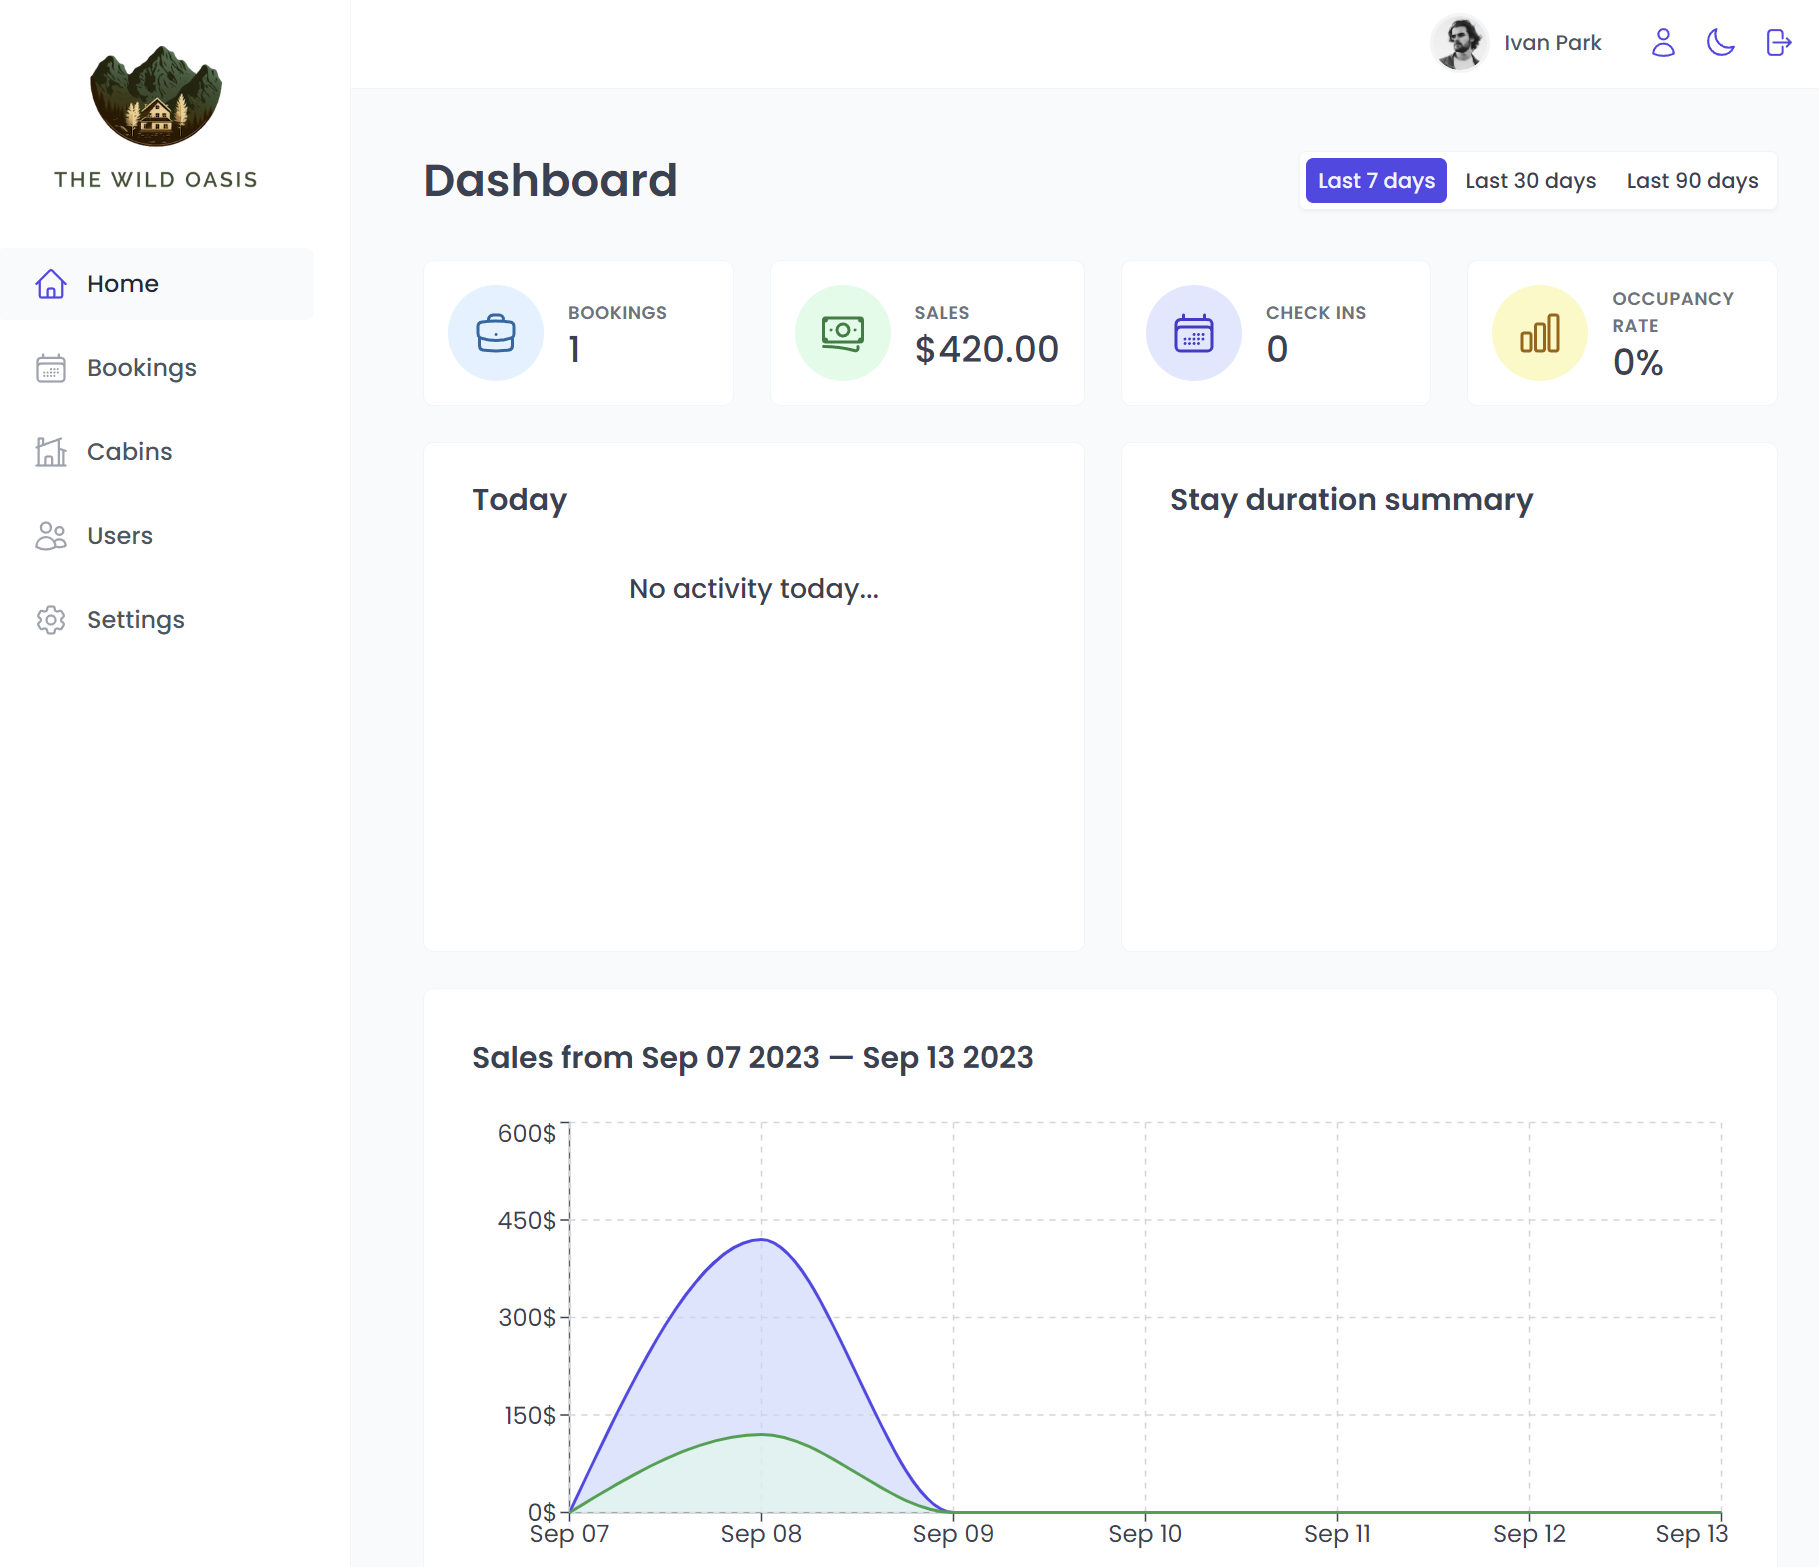 THE WILD OASIS
Home
Bookings
Cabins
Users
Settings
Ivan Park
Dashboard
Last 7 days
Last 30 days
Last 90 days
BOOKINGS
1
SALES
$420.00
CHECK INS
0
OCCUPANCY
RATE
0%
Today
No activity today...
Stay duration summary
Sales from Sep 07 2023 — Sep 13 2023
600$
450$
300$
150$
0$
Sep 07
Sep 08
Sep 09
Sep 10
Sep 11
Sep 12
Sep 13